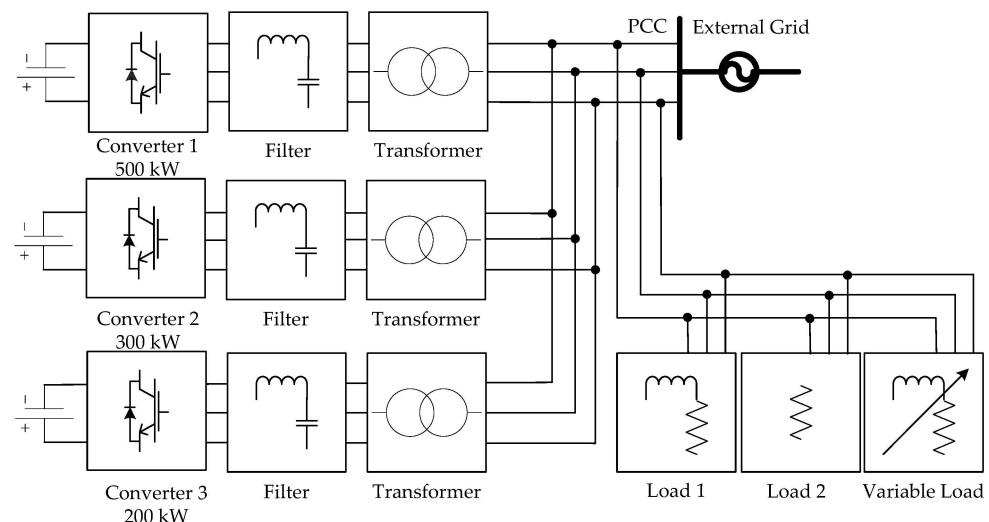 PCC External Grid
− +
Converter 1
500 kW
Filter
Transformer
− +
Converter 2
300 kW
Filter
Transformer
− +
Converter 3
200 kW
Filter
Transformer
Load 1
Load 2
Variable Load